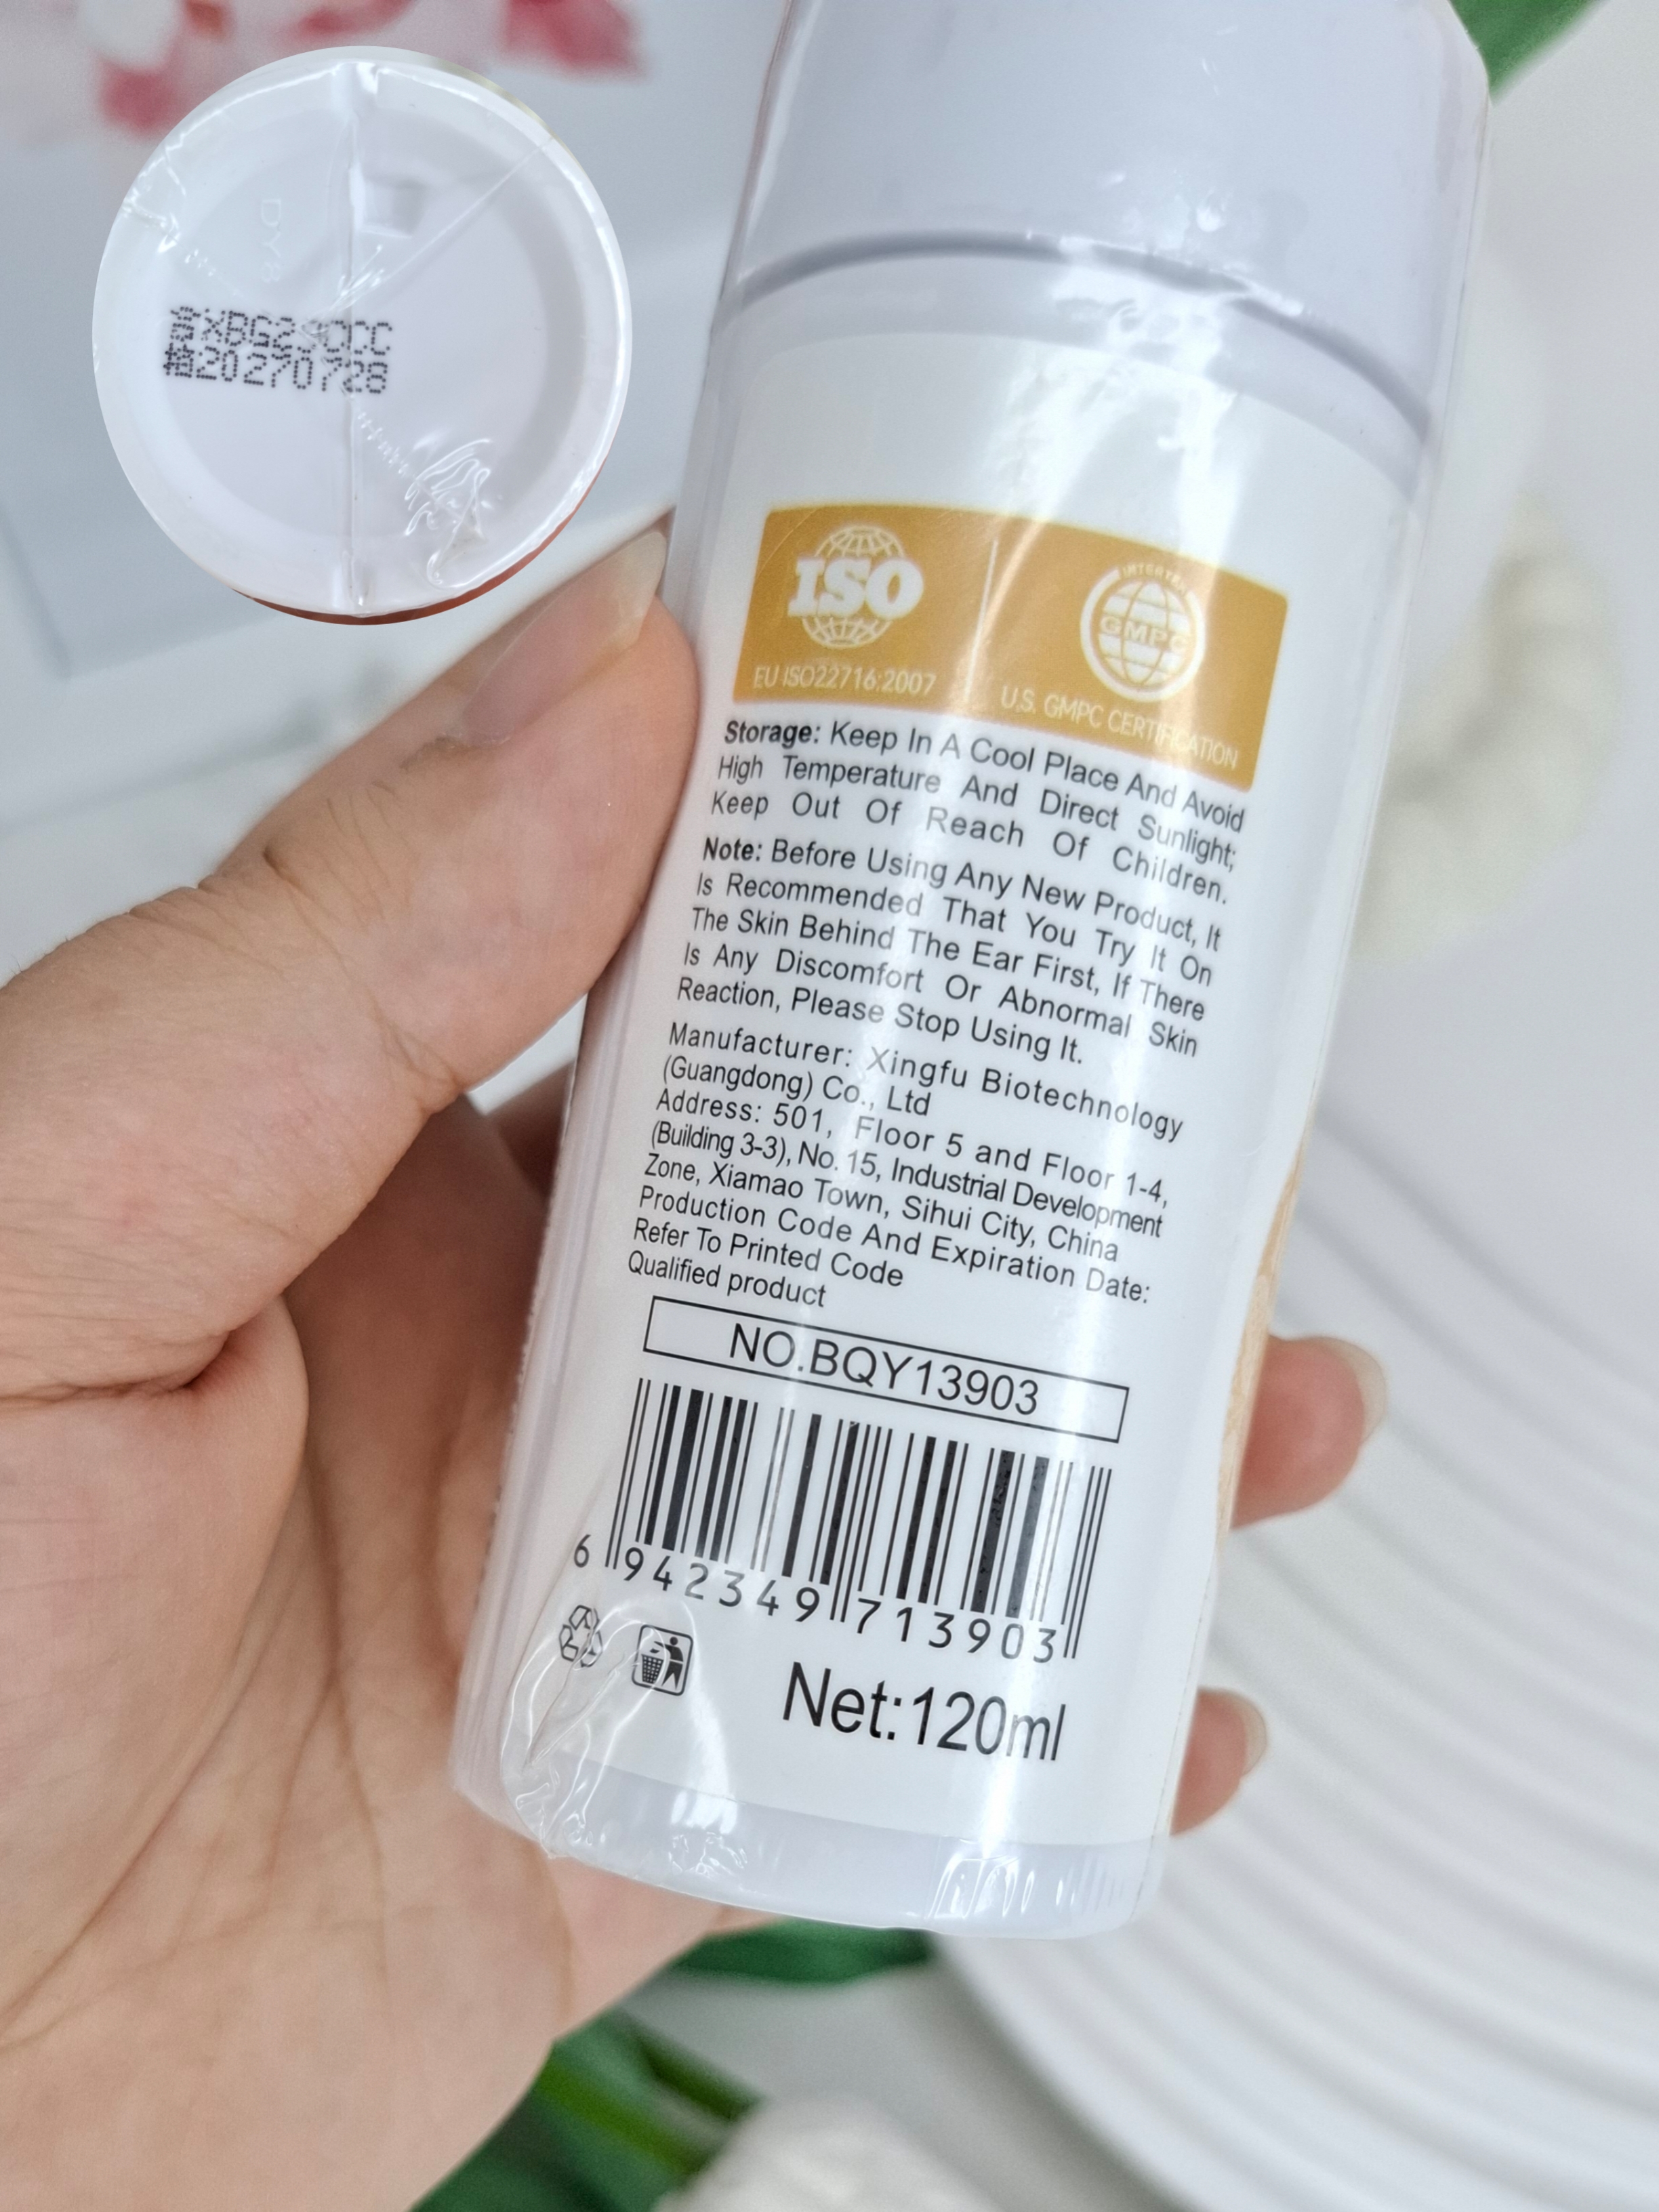 20270728
ISO
EU ISO22716:2007
GMPC
U.S. GMPC CERTIFICATION
Storage: Keep In A Cool Place And Avoid
High Temperature And Direct Sunlight;
Keep Out Of Reach Of Children.
Note: Before Using Any New Product, It
Is Recommended That You Try It On
The Skin Behind The Ear First, If There
Is Any Discomfort Or Abnormal Skin
Reaction, Please Stop Using It.
Manufacturer: Xingfu Biotechnology
(Guangdong) Co., Ltd
Address: 501, Floor 5 and Floor 1-4,
(Building 3-3), No. 15, Industrial Development
Zone, Xiamao Town, Sihui City, China
Production Code And Expiration Date:
Refer To Printed Code
Qualified product
NO.BQY13903
6 942349 713903
Net:120ml